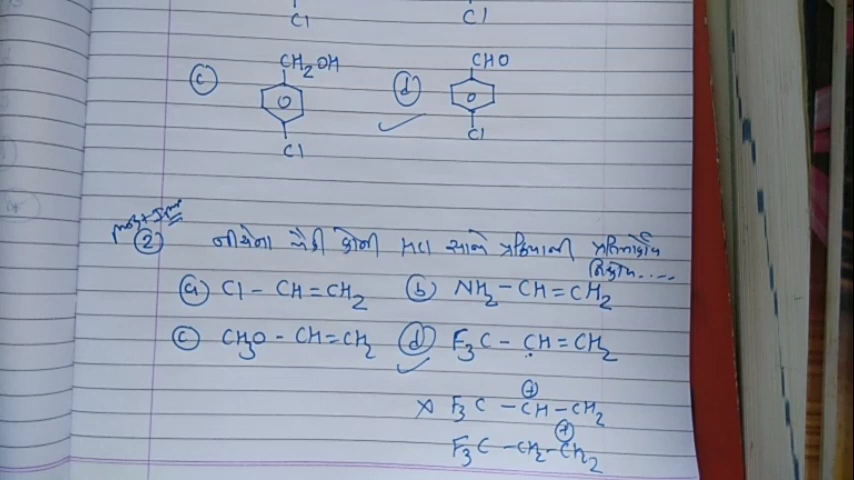 Cl Cl
(c) CH2OH (d) CHO
Cl Cl
(2) નીચેના પૈકી કોની HCl સાથે પ્રક્રિયાની
(a) Cl - CH = CH2 (b) NH2 - CH = CH2
(c) CH3O - CH = CH2 (d) F3C - CH = CH2
F3C - CH - CH2
F3C - CH2 - CH2